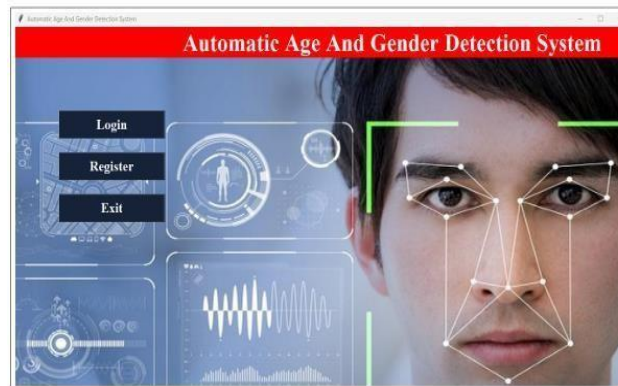 Automatic Age And Gender Detection System
Automatic Age And Gender Detection System
Login
Register
Exit